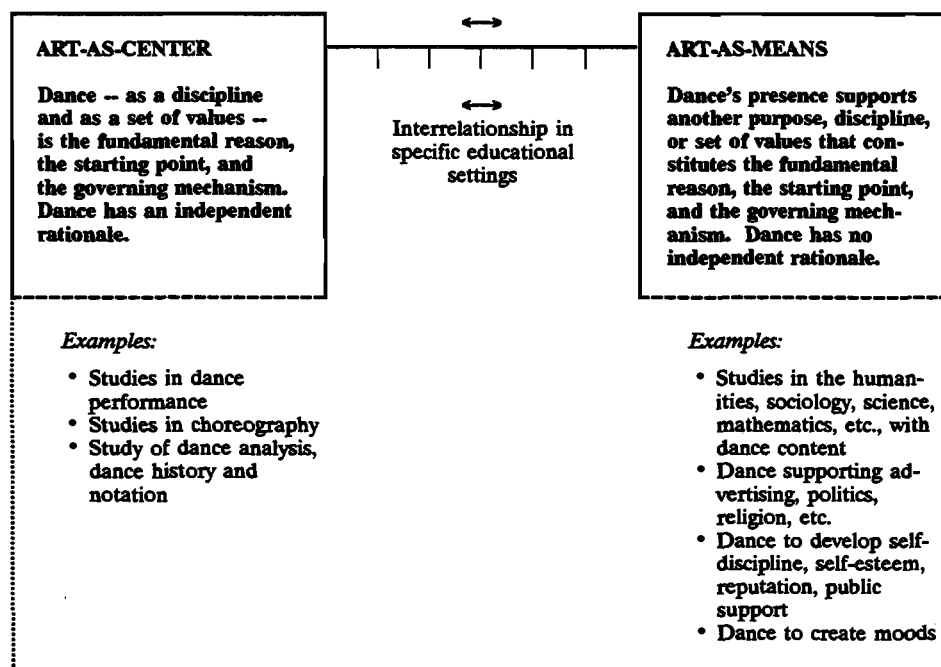 ART-AS-CENTER
Dance -- as a discipline
and as a set of values --
is the fundamental reason,
the starting point, and
the governing mechanism.
Dance has an independent
rationale.
Interrelationship in
specific educational
settings
ART-AS-MEANS
Dance's presence supports
another purpose, discipline,
or set of values that con-
stitutes the fundamental
reason, the starting point,
and the governing mech-
anism. Dance has no
independent rationale.
Examples:
• Studies in dance
performance
• Studies in choreography
• Study of dance analysis,
dance history and
notation
Examples:
• Studies in the human-
ities, sociology, science,
mathematics, etc., with
dance content
• Dance supporting ad-
vertising, politics,
religion, etc.
• Dance to develop self-
discipline, self-esteem,
reputation, public
support
• Dance to create moods